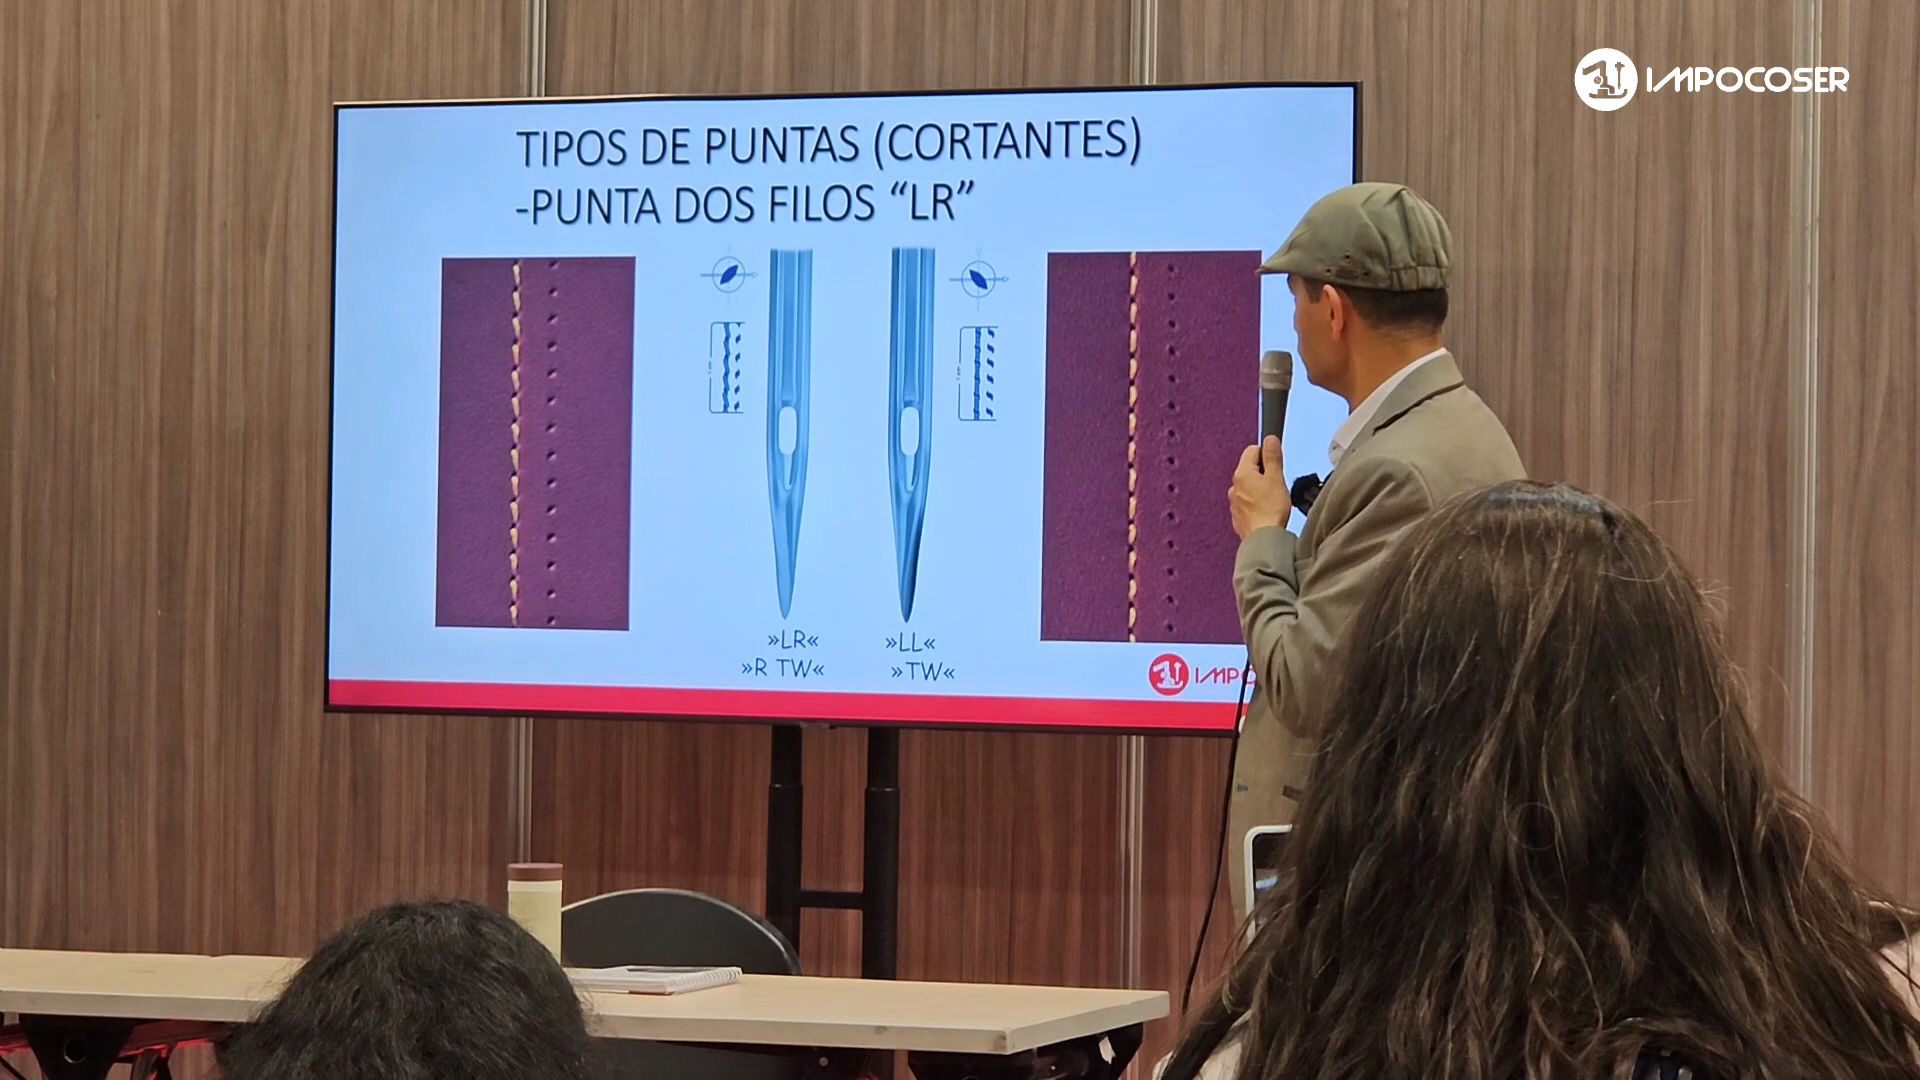 IMPOCOSER
TIPOS DE PUNTAS (CORTANTES)
-PUNTA DOS FILOS “LR”
»LR«
»R TW«
»LL«
»TW«
IMPO